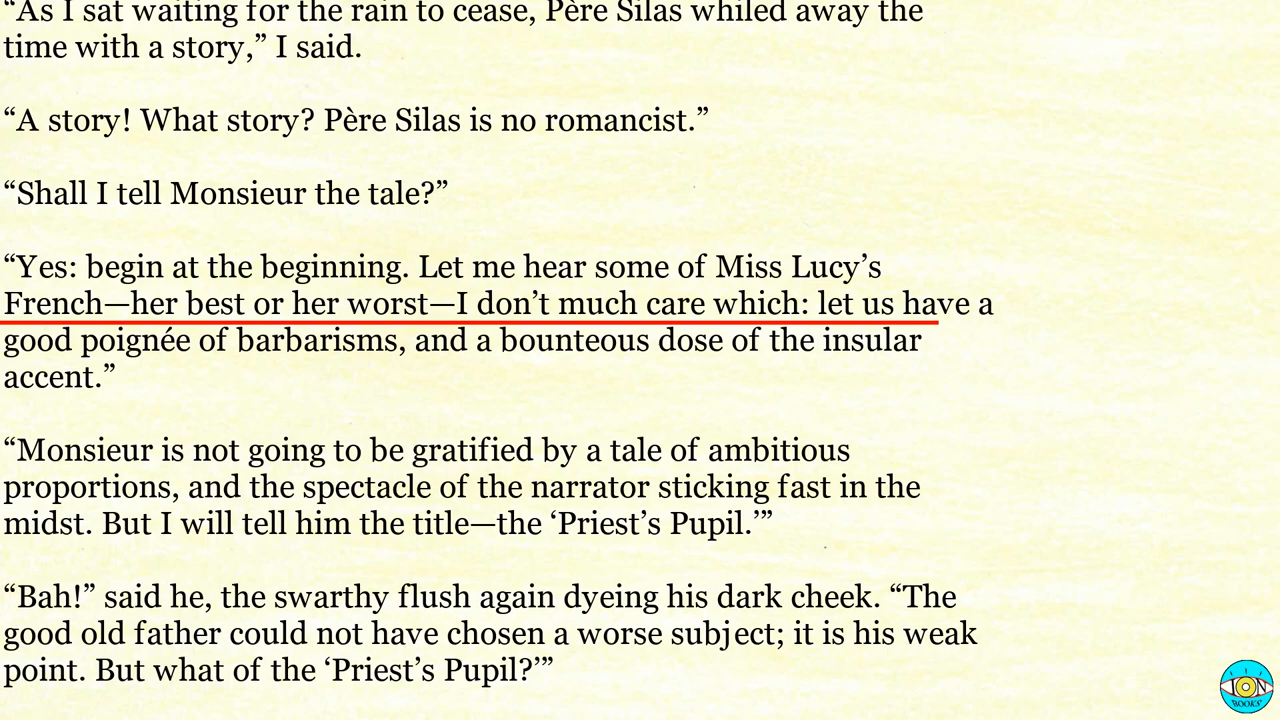 “As I sat waiting for the rain to cease, Père Silas whiled away the
time with a story,” I said.
“A story! What story? Père Silas is no romancist.”
“Shall I tell Monsieur the tale?”
“Yes: begin at the beginning. Let me hear some of Miss Lucy’s
French—her best or her worst—I don’t much care which: let us have a
good poignée of barbarisms, and a bounteous dose of the insular
accent.”
“Monsieur is not going to be gratified by a tale of ambitious
proportions, and the spectacle of the narrator sticking fast in the
midst. But I will tell him the title—the ‘Priest’s Pupil.’”
“Bah!” said he, the swarthy flush again dyeing his dark cheek. “The
good old father could not have chosen a worse subject; it is his weak
point. But what of the ‘Priest’s Pupil?’”
ION
BOOKS